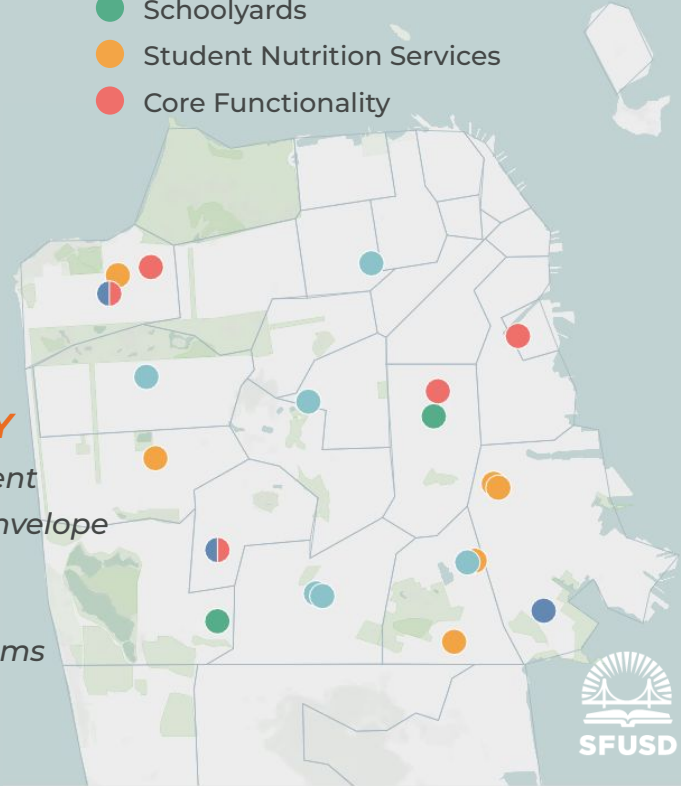 Schoolyards
Student Nutrition Services
Core Functionality
Y
ent
nvelope
ms
SFUSD